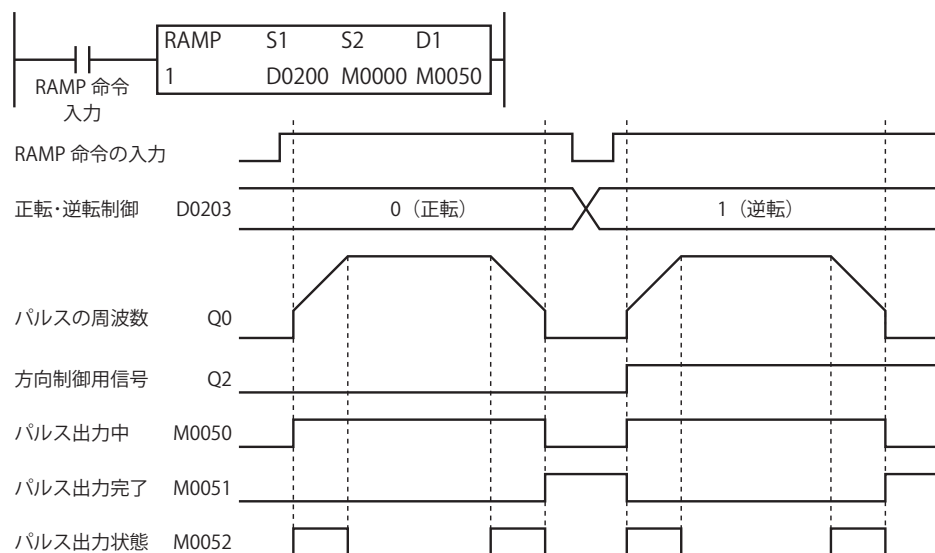 RAMP S1 S2 D1
1 D0200 M0000 M0050
RAMP 命令
入力
RAMP 命令の入力
正転・逆転制御 D0203 0（正転） 1（逆転）
パルスの周波数 Q0
方向制御用信号 Q2
パルス出力中 M0050
パルス出力完了 M0051
パルス出力状態 M0052